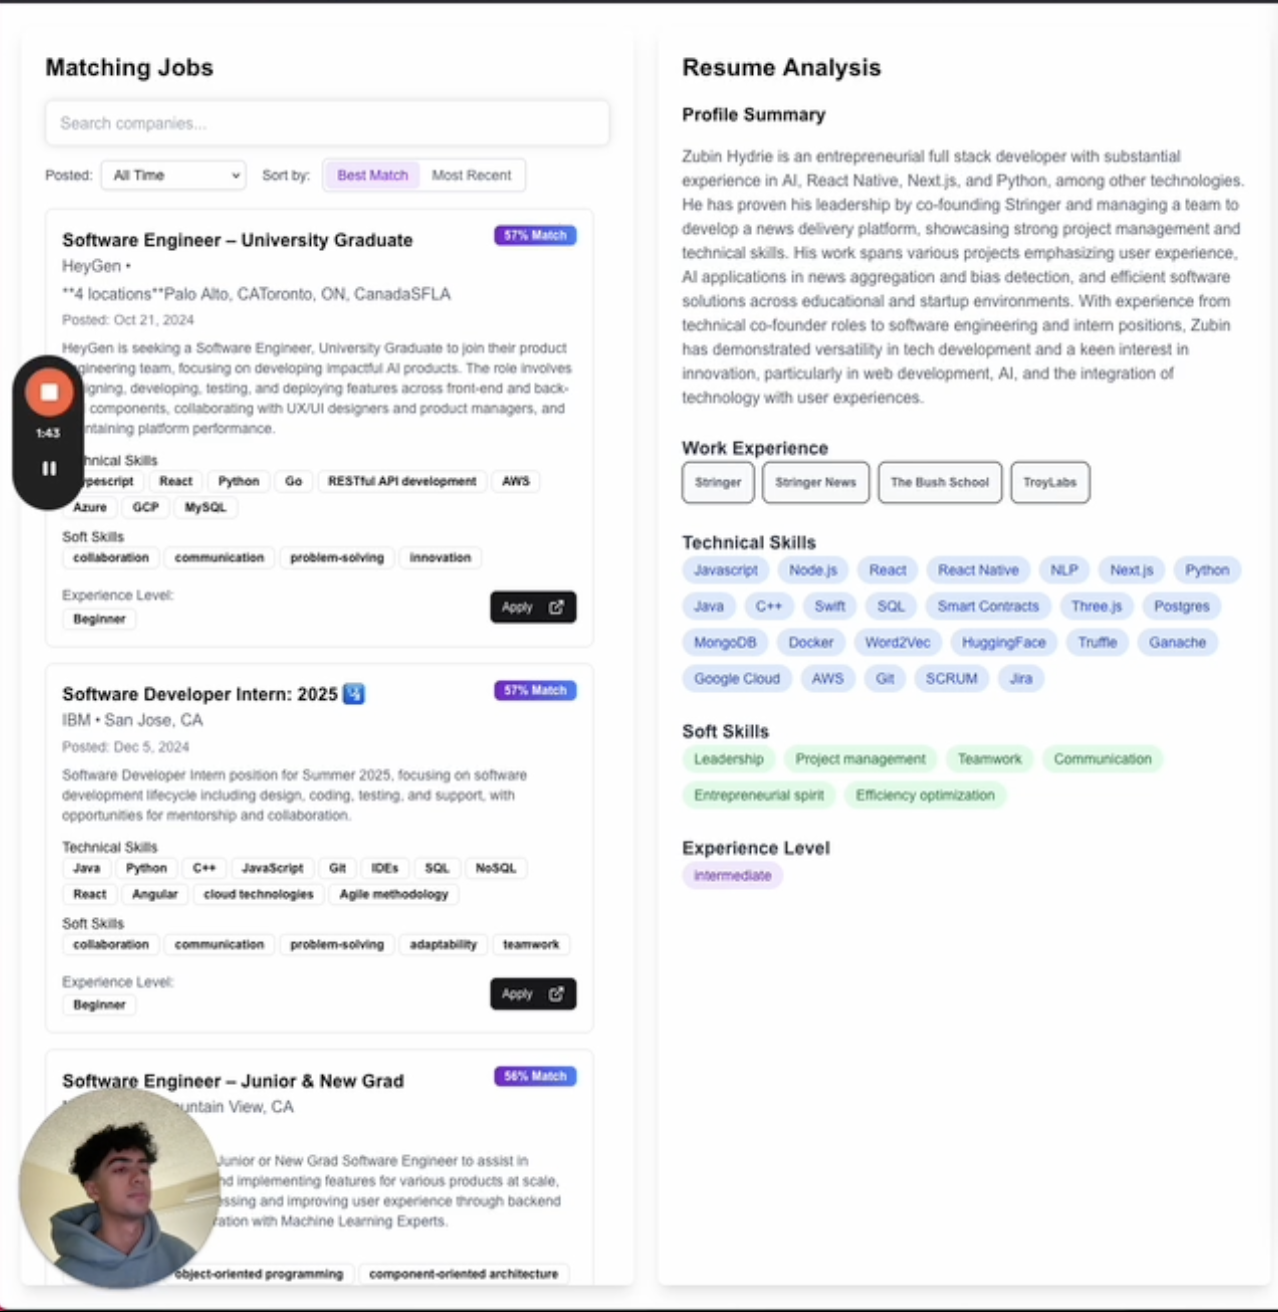 Matching Jobs
Search companies...
Posted: All Time Sort by: Best Match Most Recent
Software Engineer – University Graduate 57% Match
HeyGen •
**4 locations**Palo Alto, CAToronto, ON, CanadaSFLA
Posted: Oct 21, 2024
HeyGen is seeking a Software Engineer, University Graduate to join their product
gineering team, focusing on developing impactful AI products. The role involves
igning, developing, testing, and deploying features across front-end and back-
components, collaborating with UX/UI designers and product managers, and
ntaining platform performance.
hnical Skills
ypescript React Python Go RESTful API development AWS
Azure GCP MySQL
Soft Skills
collaboration communication problem-solving innovation
Experience Level:
Beginner
Apply
1:43
Software Developer Intern: 2025 57% Match
IBM • San Jose, CA
Posted: Dec 5, 2024
Software Developer Intern position for Summer 2025, focusing on software
development lifecycle including design, coding, testing, and support, with
opportunities for mentorship and collaboration.
Technical Skills
Java Python C++ JavaScript Git IDEs SQL NoSQL
React Angular cloud technologies Agile methodology
Soft Skills
collaboration communication problem-solving adaptability teamwork
Experience Level:
Beginner
Apply
Software Engineer – Junior & New Grad 56% Match
untain View, CA
Junior or New Grad Software Engineer to assist in
nd implementing features for various products at scale,
ssing and improving user experience through backend
ration with Machine Learning Experts.
object-oriented programming component-oriented architecture
Resume Analysis
Profile Summary
Zubin Hydrie is an entrepreneurial full stack developer with substantial
experience in AI, React Native, Next.js, and Python, among other technologies.
He has proven his leadership by co-founding Stringer and managing a team to
develop a news delivery platform, showcasing strong project management and
technical skills. His work spans various projects emphasizing user experience,
AI applications in news aggregation and bias detection, and efficient software
solutions across educational and startup environments. With experience from
technical co-founder roles to software engineering and intern positions, Zubin
has demonstrated versatility in tech development and a keen interest in
innovation, particularly in web development, AI, and the integration of
technology with user experiences.
Work Experience
Stringer Stringer News The Bush School TroyLabs
Technical Skills
Javascript Node.js React React Native NLP Next.js Python
Java C++ Swift SQL Smart Contracts Three.js Postgres
MongoDB Docker Word2Vec HuggingFace Truffle Ganache
Google Cloud AWS Git SCRUM Jira
Soft Skills
Leadership Project management Teamwork Communication
Entrepreneurial spirit Efficiency optimization
Experience Level
intermediate